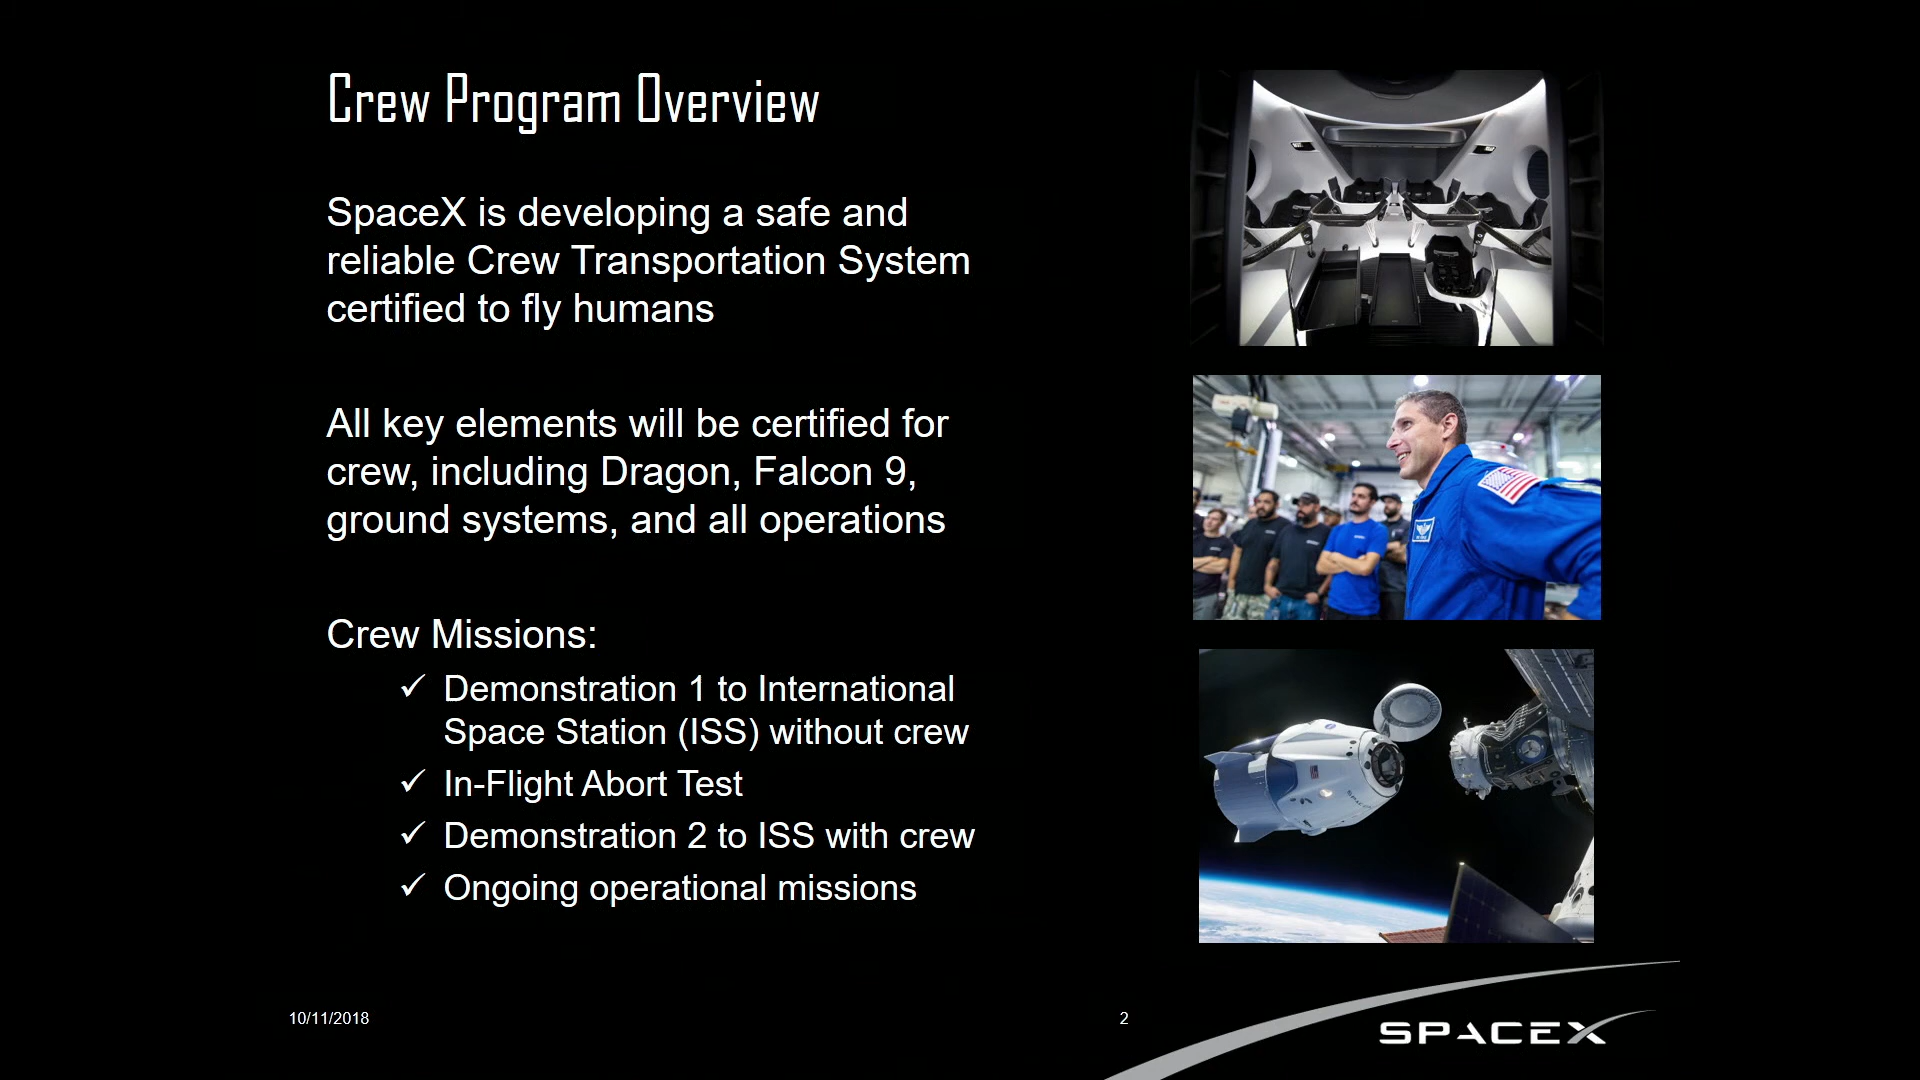 Crew Program Overview
SpaceX is developing a safe and
reliable Crew Transportation System
certified to fly humans
All key elements will be certified for
crew, including Dragon, Falcon 9,
ground systems, and all operations
Crew Missions:
✓ Demonstration 1 to International
Space Station (ISS) without crew
✓ In-Flight Abort Test
✓ Demonstration 2 to ISS with crew
✓ Ongoing operational missions
10/11/2018
2
SPACEX